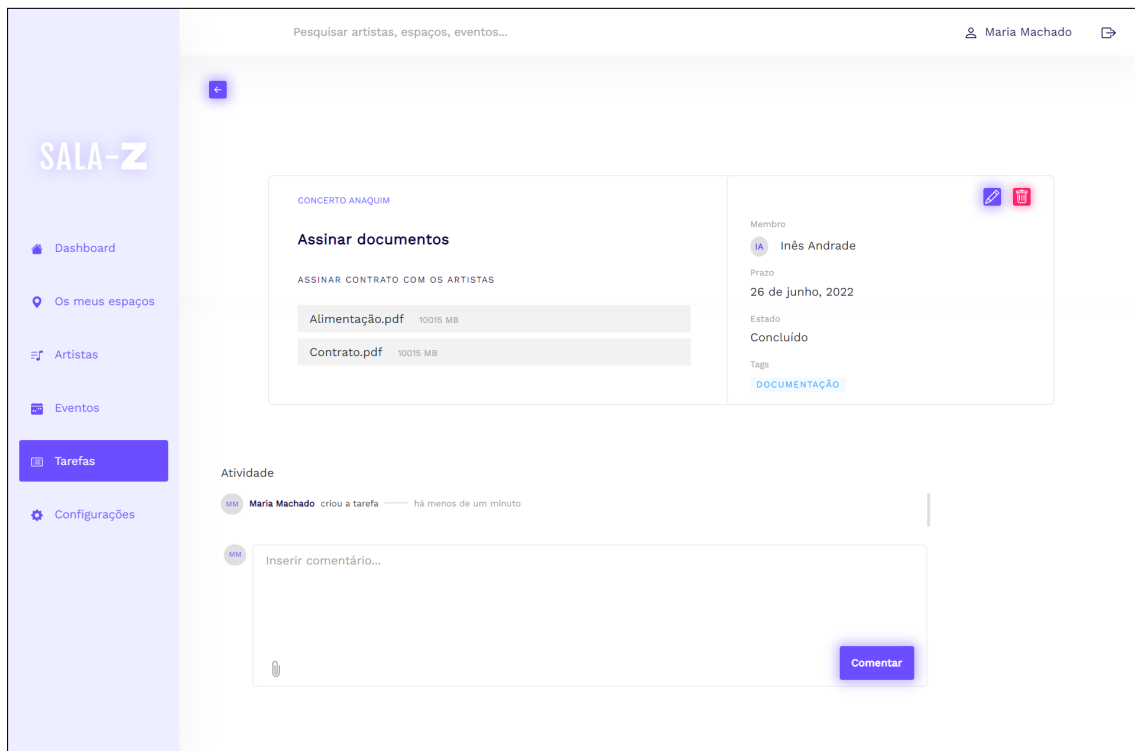 Pesquisar artistas, espaços, eventos...
Maria Machado
SALA-Z
Dashboard
Os meus espaços
Artistas
Eventos
Tarefas
Configurações
CONCERTO ANAQUIM
Assinar documentos
ASSINAR CONTRATO COM OS ARTISTAS
Alimentação.pdf 10015 MB
Contrato.pdf 10015 MB
Membro
IA Inês Andrade
Prazo
26 de junho, 2022
Estado
Concluído
Tags
DOCUMENTAÇÃO
Atividade
MM Maria Machado criou a tarefa há menos de um minuto
MM
Inserir comentário...
Comentar